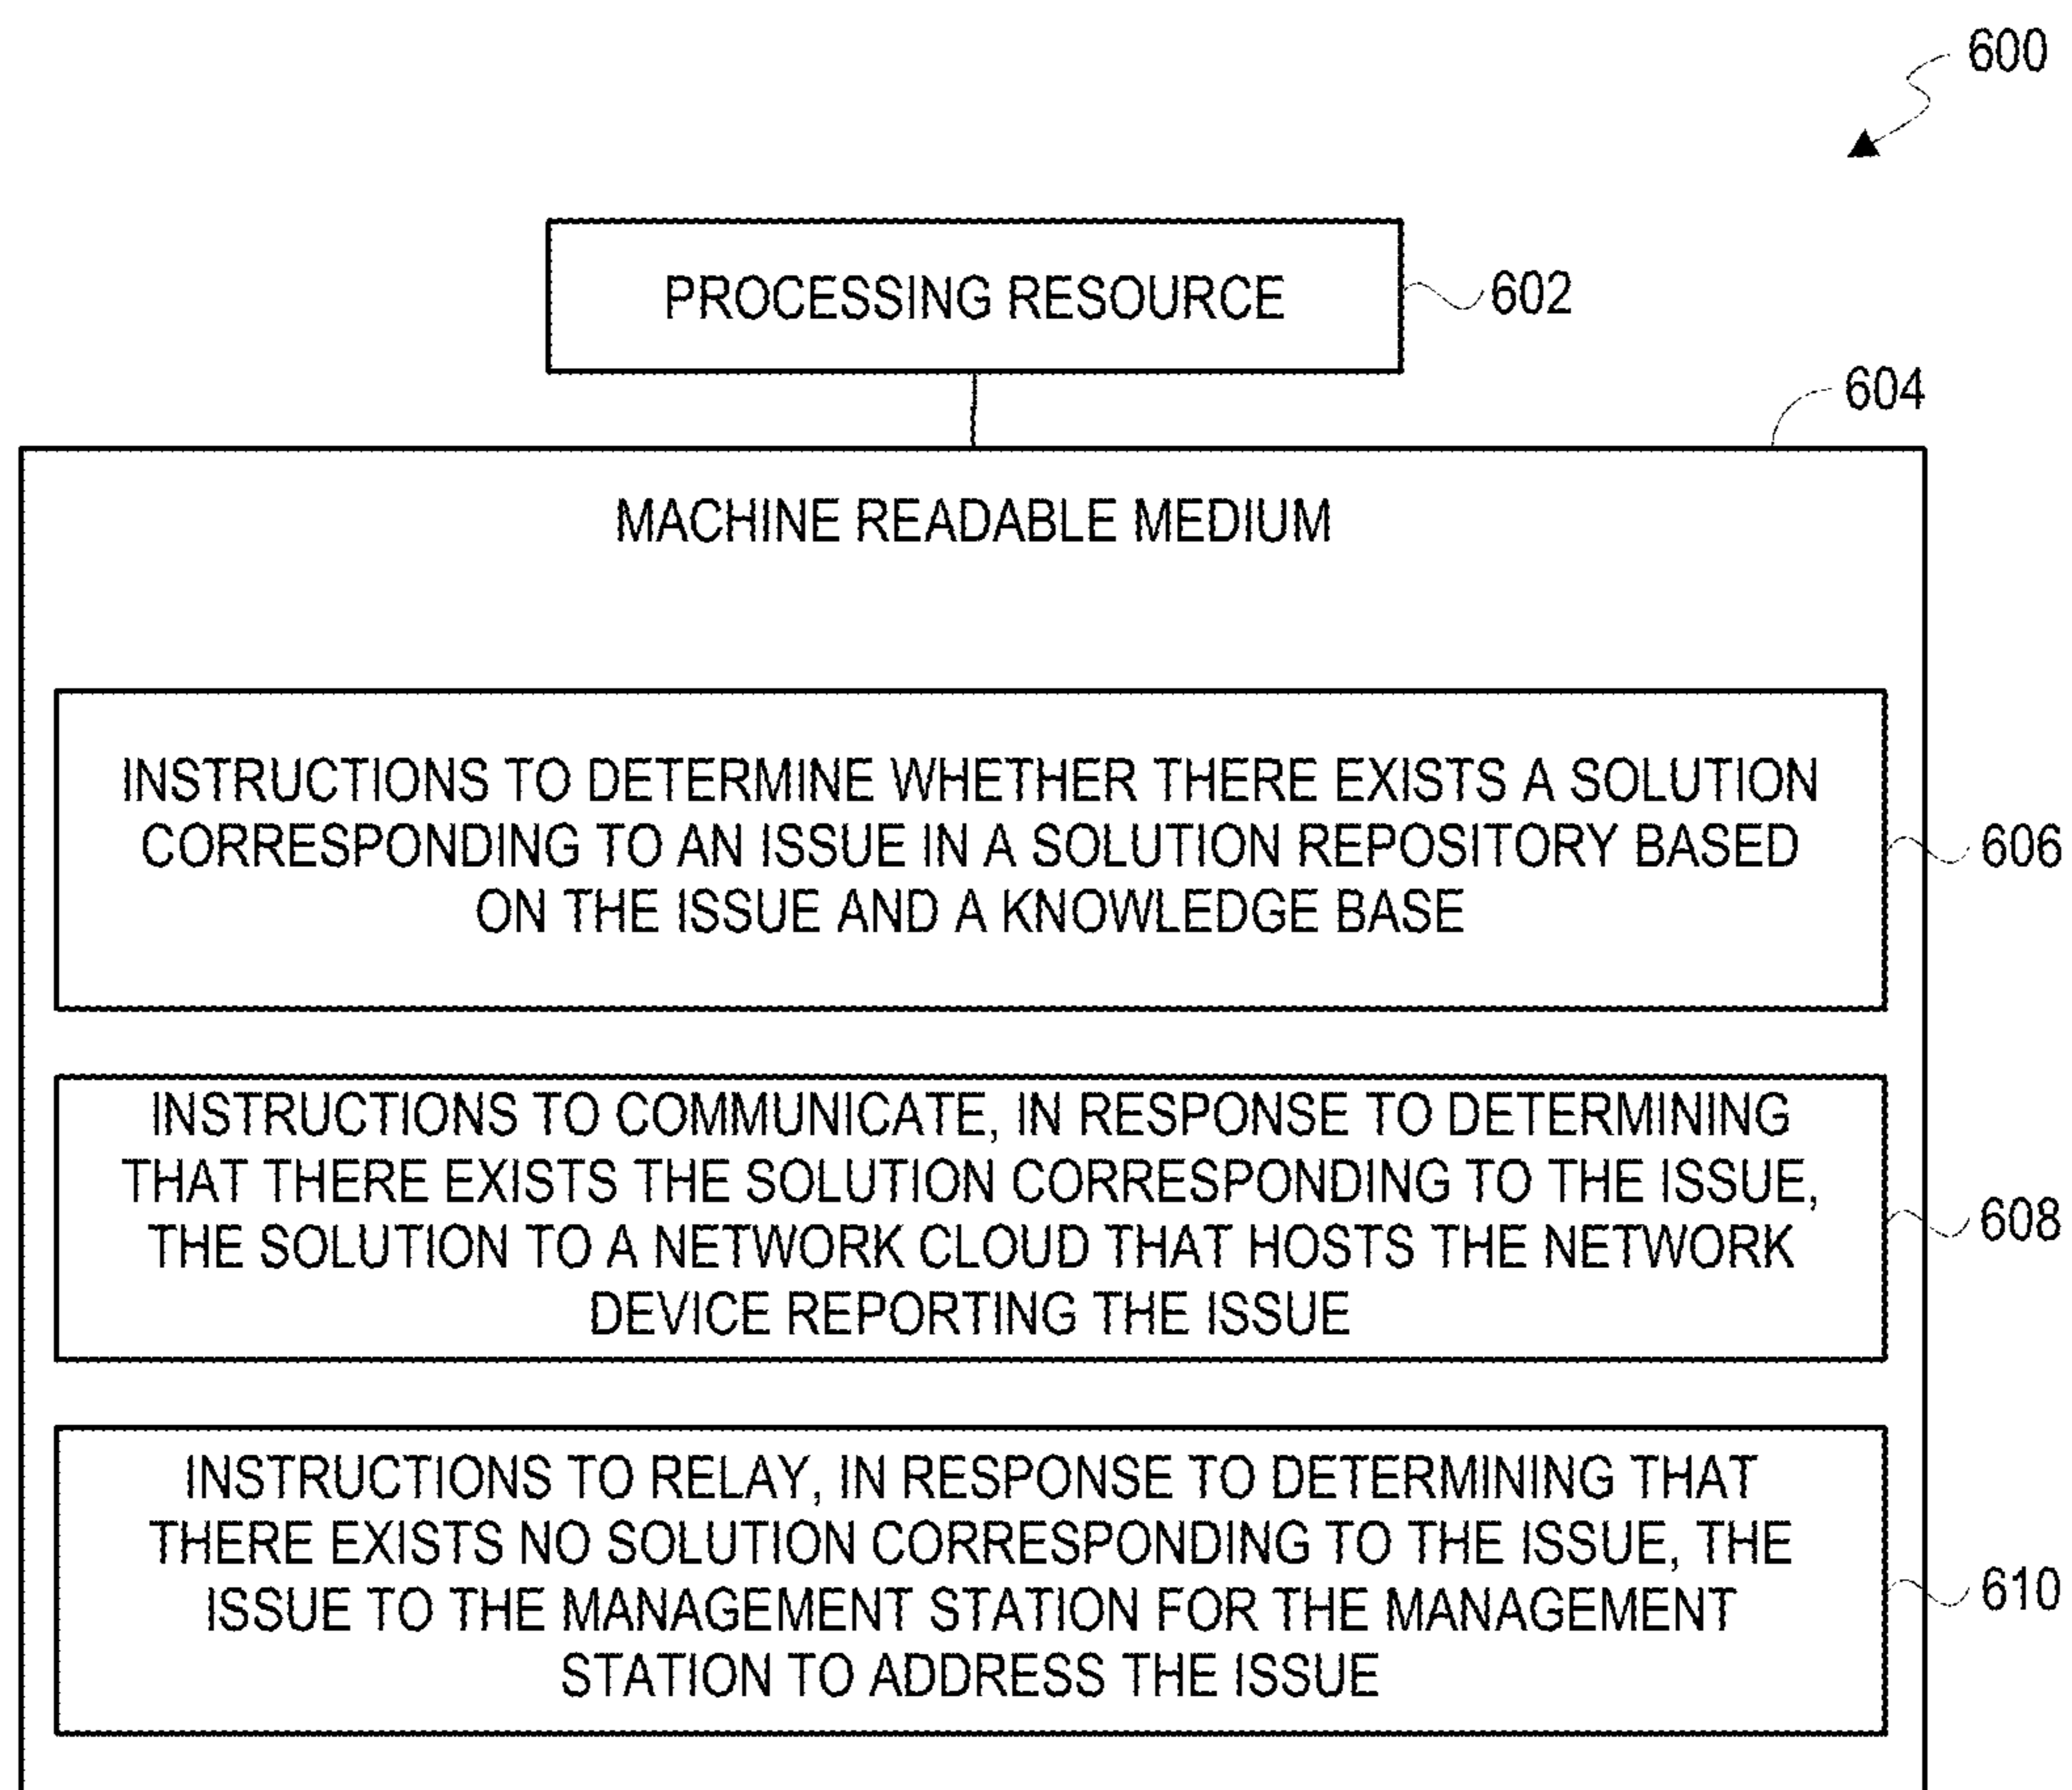 600
PROCESSING RESOURCE
602
604
MACHINE READABLE MEDIUM
INSTRUCTIONS TO DETERMINE WHETHER THERE EXISTS A SOLUTION
CORRESPONDING TO AN ISSUE IN A SOLUTION REPOSITORY BASED
ON THE ISSUE AND A KNOWLEDGE BASE
606
INSTRUCTIONS TO COMMUNICATE, IN RESPONSE TO DETERMINING
THAT THERE EXISTS THE SOLUTION CORRESPONDING TO THE ISSUE,
THE SOLUTION TO A NETWORK CLOUD THAT HOSTS THE NETWORK
DEVICE REPORTING THE ISSUE
608
INSTRUCTIONS TO RELAY, IN RESPONSE TO DETERMINING THAT
THERE EXISTS NO SOLUTION CORRESPONDING TO THE ISSUE, THE
ISSUE TO THE MANAGEMENT STATION FOR THE MANAGEMENT
STATION TO ADDRESS THE ISSUE
610